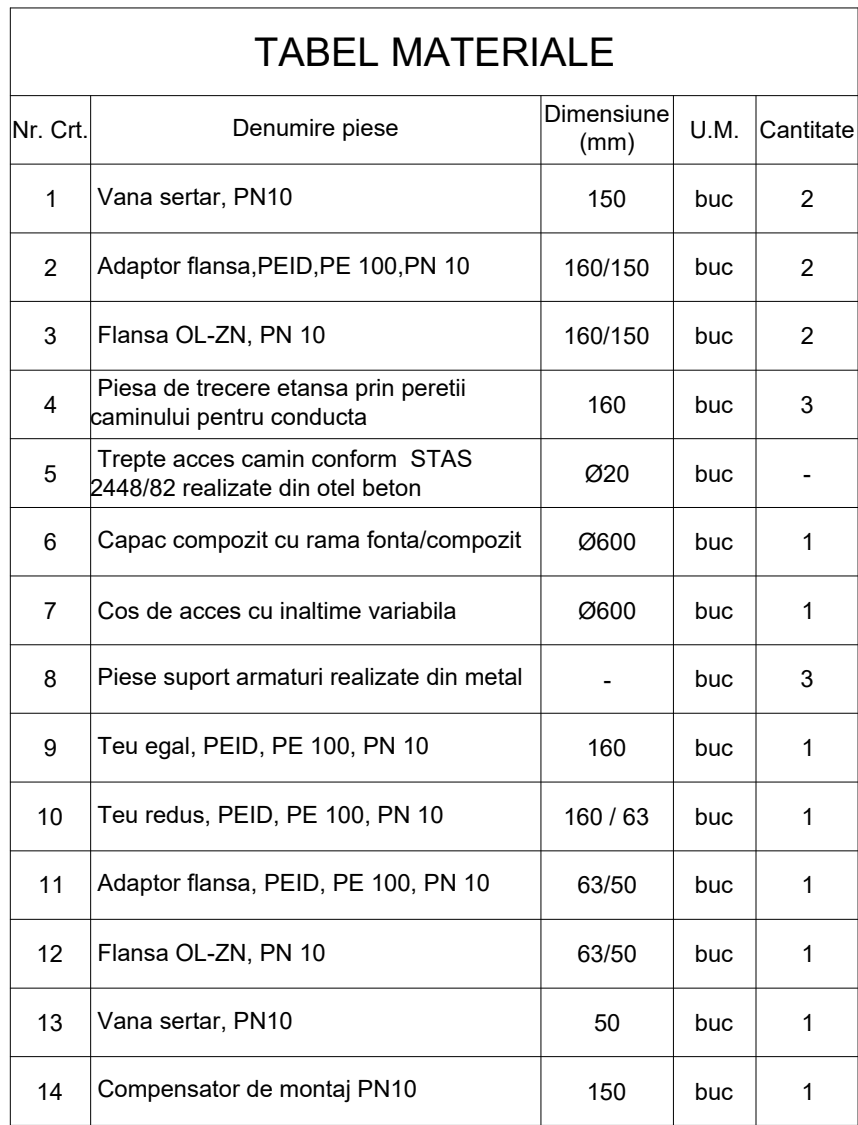 TABEL MATERIALE
Nr. Crt. Denumire piese Dimensiune (mm) U.M. Cantitate
1 Vana sertar, PN10 150 buc 2
2 Adaptor flansa,PEID,PE 100,PN 10 160/150 buc 2
3 Flansa OL-ZN, PN 10 160/150 buc 2
4 Piesa de trecere etansa prin peretii
caminului pentru conducta 160 buc 3
5 Trepte acces camin conform STAS
2448/82 realizate din otel beton Ø20 buc -
6 Capac compozit cu rama fonta/compozit Ø600 buc 1
7 Cos de acces cu inaltime variabila Ø600 buc 1
8 Piese suport armaturi realizate din metal - buc 3
9 Teu egal, PEID, PE 100, PN 10 160 buc 1
10 Teu redus, PEID, PE 100, PN 10 160 / 63 buc 1
11 Adaptor flansa, PEID, PE 100, PN 10 63/50 buc 1
12 Flansa OL-ZN, PN 10 63/50 buc 1
13 Vana sertar, PN10 50 buc 1
14 Compensator de montaj PN10 150 buc 1